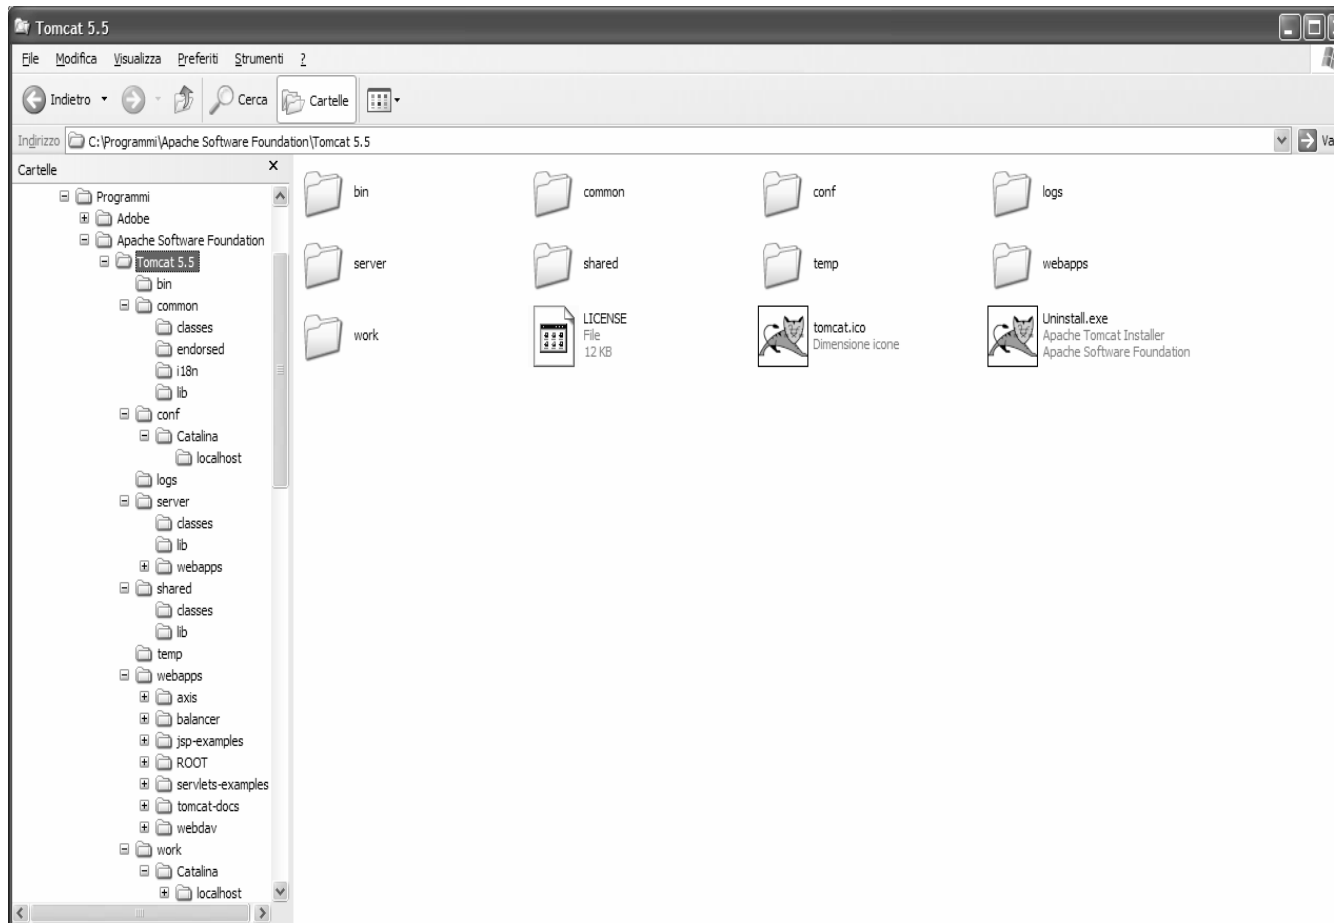 Tomcat 5.5
File Modifica Visualizza Preferiti Strumenti ?
Indietro Cerca Cartelle
Indirizzo C:\Programmi\Apache Software Foundation\Tomcat 5.5 Va
Cartelle x
Programmi
Adobe
Apache Software Foundation
Tomcat 5.5
bin
common
classes
endorsed
i18n
lib
conf
Catalina
localhost
logs
server
classes
lib
webapps
shared
classes
lib
temp
webapps
axis
balancer
jsp-examples
ROOT
servlets-examples
tomcat-docs
webdav
work
Catalina
localhost
bin
common
conf
logs
server
shared
temp
webapps
work
LICENSE
File
12 KB
tomcat.ico
Dimensione icone
Uninstall.exe
Apache Tomcat Installer
Apache Software Foundation